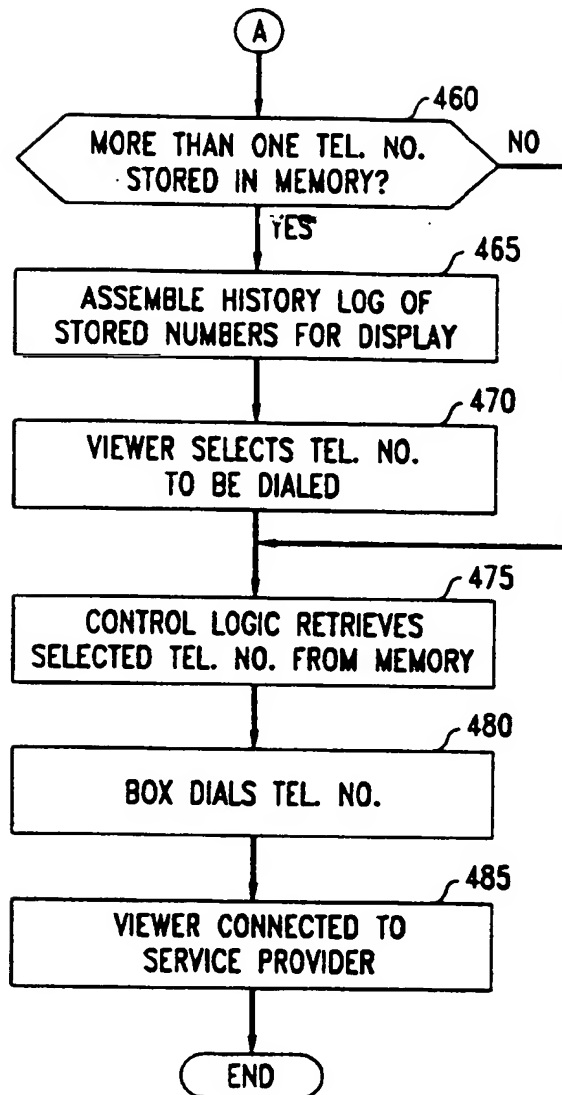 A
460
MORE THAN ONE TEL. NO.
STORED IN MEMORY?
NO
YES
465
ASSEMBLE HISTORY LOG OF
STORED NUMBERS FOR DISPLAY
470
VIEWER SELECTS TEL. NO.
TO BE DIALED
475
CONTROL LOGIC RETRIEVES
SELECTED TEL. NO. FROM MEMORY
480
BOX DIALS TEL. NO.
485
VIEWER CONNECTED TO
SERVICE PROVIDER
END